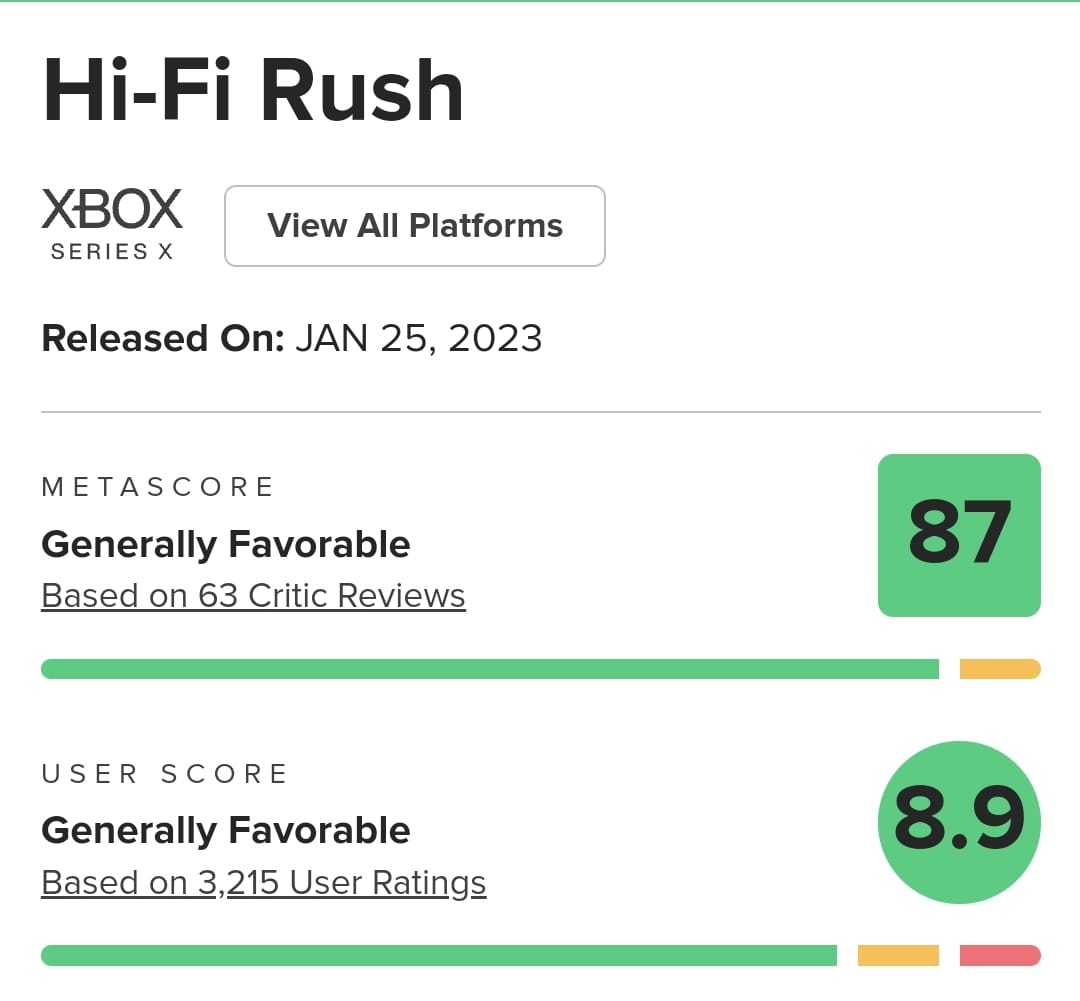 Hi-Fi Rush
XBOX
SERIES X
View All Platforms
Released On: JAN 25, 2023
METASCORE
Generally Favorable
Based on 63 Critic Reviews
87
USER SCORE
Generally Favorable
Based on 3,215 User Ratings
8.9